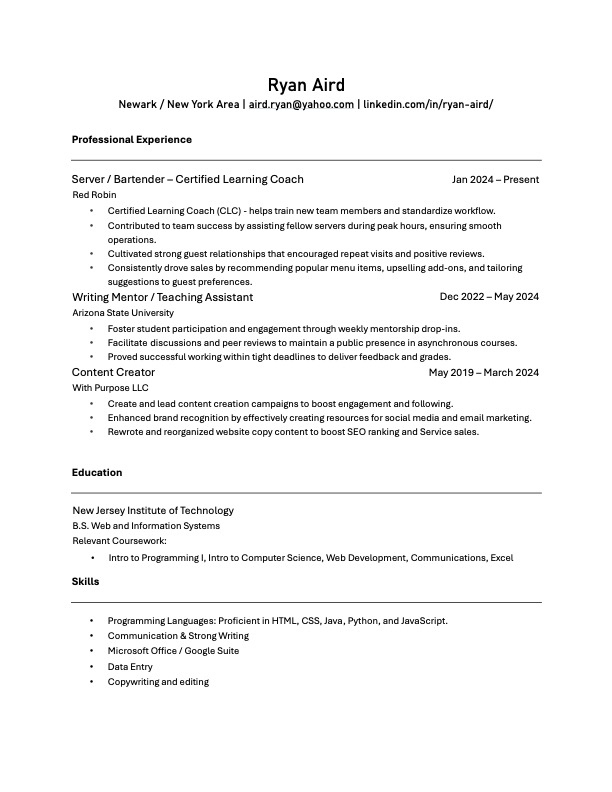 Ryan Aird
Newark / New York Area | aird.ryan@yahoo.com | linkedin.com/in/ryan-aird/
Professional Experience
Server / Bartender – Certified Learning Coach Jan 2024 – Present
Red Robin
• Certified Learning Coach (CLC) - helps train new team members and standardize workflow.
• Contributed to team success by assisting fellow servers during peak hours, ensuring smooth
operations.
• Cultivated strong guest relationships that encouraged repeat visits and positive reviews.
• Consistently drove sales by recommending popular menu items, upselling add-ons, and tailoring
suggestions to guest preferences.
Writing Mentor / Teaching Assistant Dec 2022 – May 2024
Arizona State University
• Foster student participation and engagement through weekly mentorship drop-ins.
• Facilitate discussions and peer reviews to maintain a public presence in asynchronous courses.
• Proved successful working within tight deadlines to deliver feedback and grades.
Content Creator May 2019 – March 2024
With Purpose LLC
• Create and lead content creation campaigns to boost engagement and following.
• Enhanced brand recognition by effectively creating resources for social media and email marketing.
• Rewrote and reorganized website copy content to boost SEO ranking and Service sales.
Education
New Jersey Institute of Technology
B.S. Web and Information Systems
Relevant Coursework:
• Intro to Programming I, Intro to Computer Science, Web Development, Communications, Excel
Skills
• Programming Languages: Proficient in HTML, CSS, Java, Python, and JavaScript.
• Communication & Strong Writing
• Microsoft Office / Google Suite
• Data Entry
• Copywriting and editing